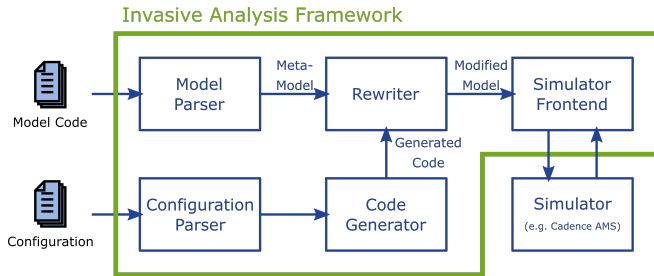 Invasive Analysis Framework
Model Code
Model
Parser
Meta-
Model
Rewriter
Modified
Model
Simulator
Frontend
Generated
Code
Configuration
Configuration
Parser
Code
Generator
Simulator
(e.g. Cadence AMS)